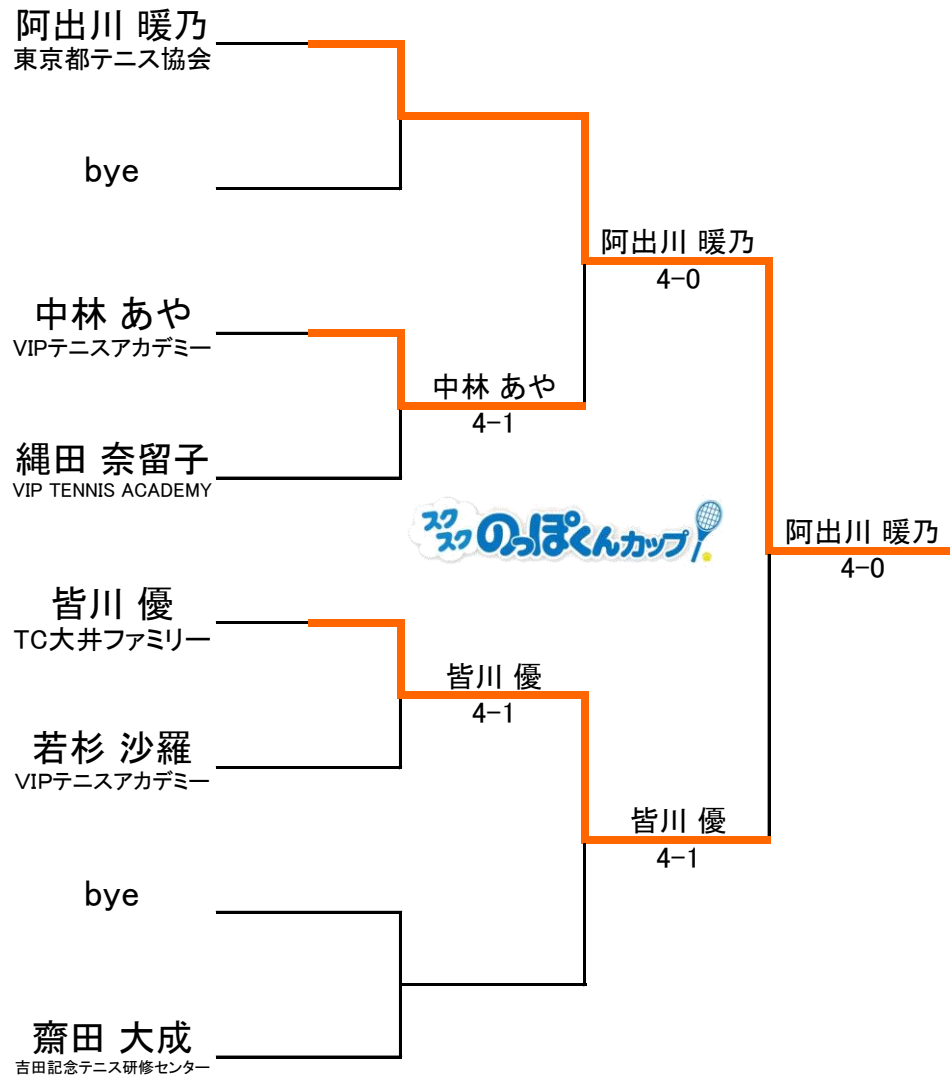 阿出川 暖乃
東京都テニス協会
bye
阿出川 暖乃
4-0
中林 あや
VIPテニスアカデミー
中林 あや
4-1
縄田 奈留子
VIP TENNIS ACADEMY
スクスクのっぽくんカップ
阿出川 暖乃
4-0
皆川 優
TC大井ファミリー
皆川 優
4-1
若杉 沙羅
VIPテニスアカデミー
皆川 優
4-1
bye
齋田 大成
吉田記念テニス研修センター